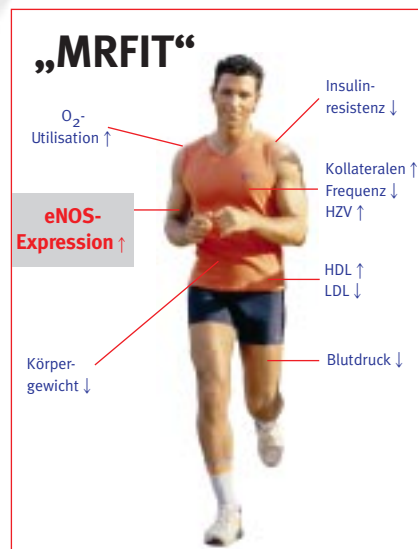 „MRFIT“
O₂-
Utilisation ↑
eNOS-
Expression ↑
Körper-
gewicht ↓
Insulin-
resistenz ↓
Kollateralen ↑
Frequenz ↓
HZV ↑
HDL ↑
LDL ↓
Blutdruck ↓